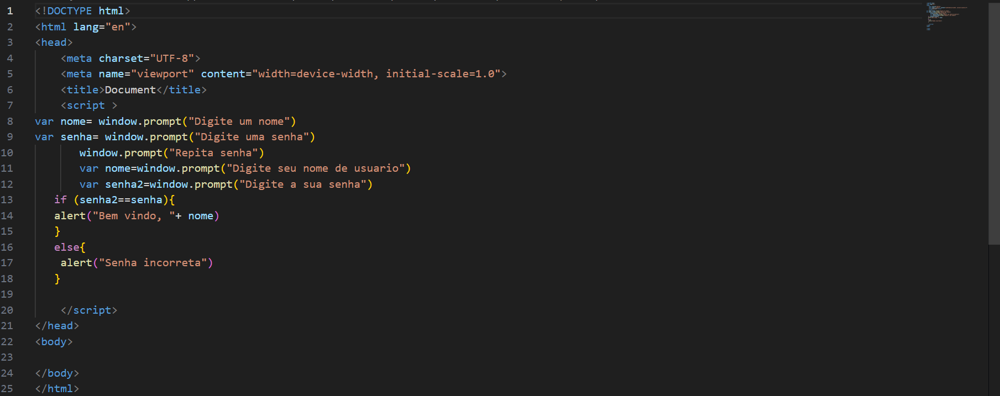 1 <!DOCTYPE html>
2 <html lang="en">
3 <head>
4     <meta charset="UTF-8">
5     <meta name="viewport" content="width=device-width, initial-scale=1.0">
6     <title>Document</title>
7     <script >
8 var nome= window.prompt("Digite um nome")
9 var senha= window.prompt("Digite uma senha")
10        window.prompt("Repita senha")
11        var nome=window.prompt("Digite seu nome de usuario")
12        var senha2=window.prompt("Digite a sua senha")
13    if (senha2==senha){
14    alert("Bem vindo, "+ nome)
15    }
16    else{
17     alert("Senha incorreta")
18    }
19
20     </script>
21 </head>
22 <body>
23
24 </body>
25 </html>